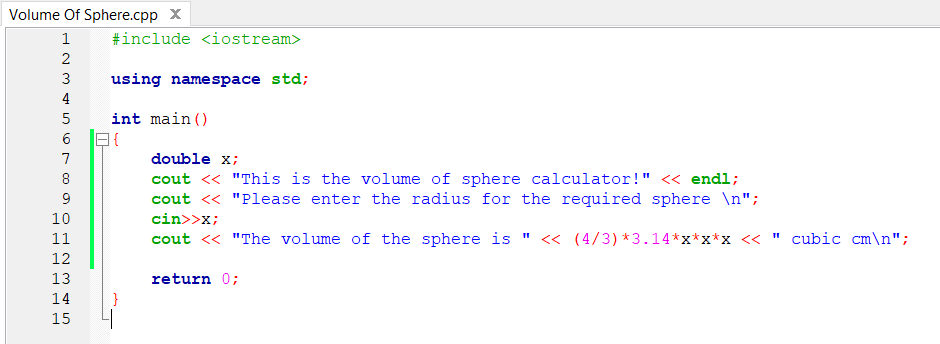 Volume Of Sphere.cpp X
1 #include <iostream>
2
3 using namespace std;
4
5 int main()
6 {
7 double x;
8 cout << "This is the volume of sphere calculator!" << endl;
9 cout << "Please enter the radius for the required sphere \n";
10 cin>>x;
11 cout << "The volume of the sphere is " << (4/3)*3.14*x*x*x << " cubic cm\n";
12
13 return 0;
14 }
15